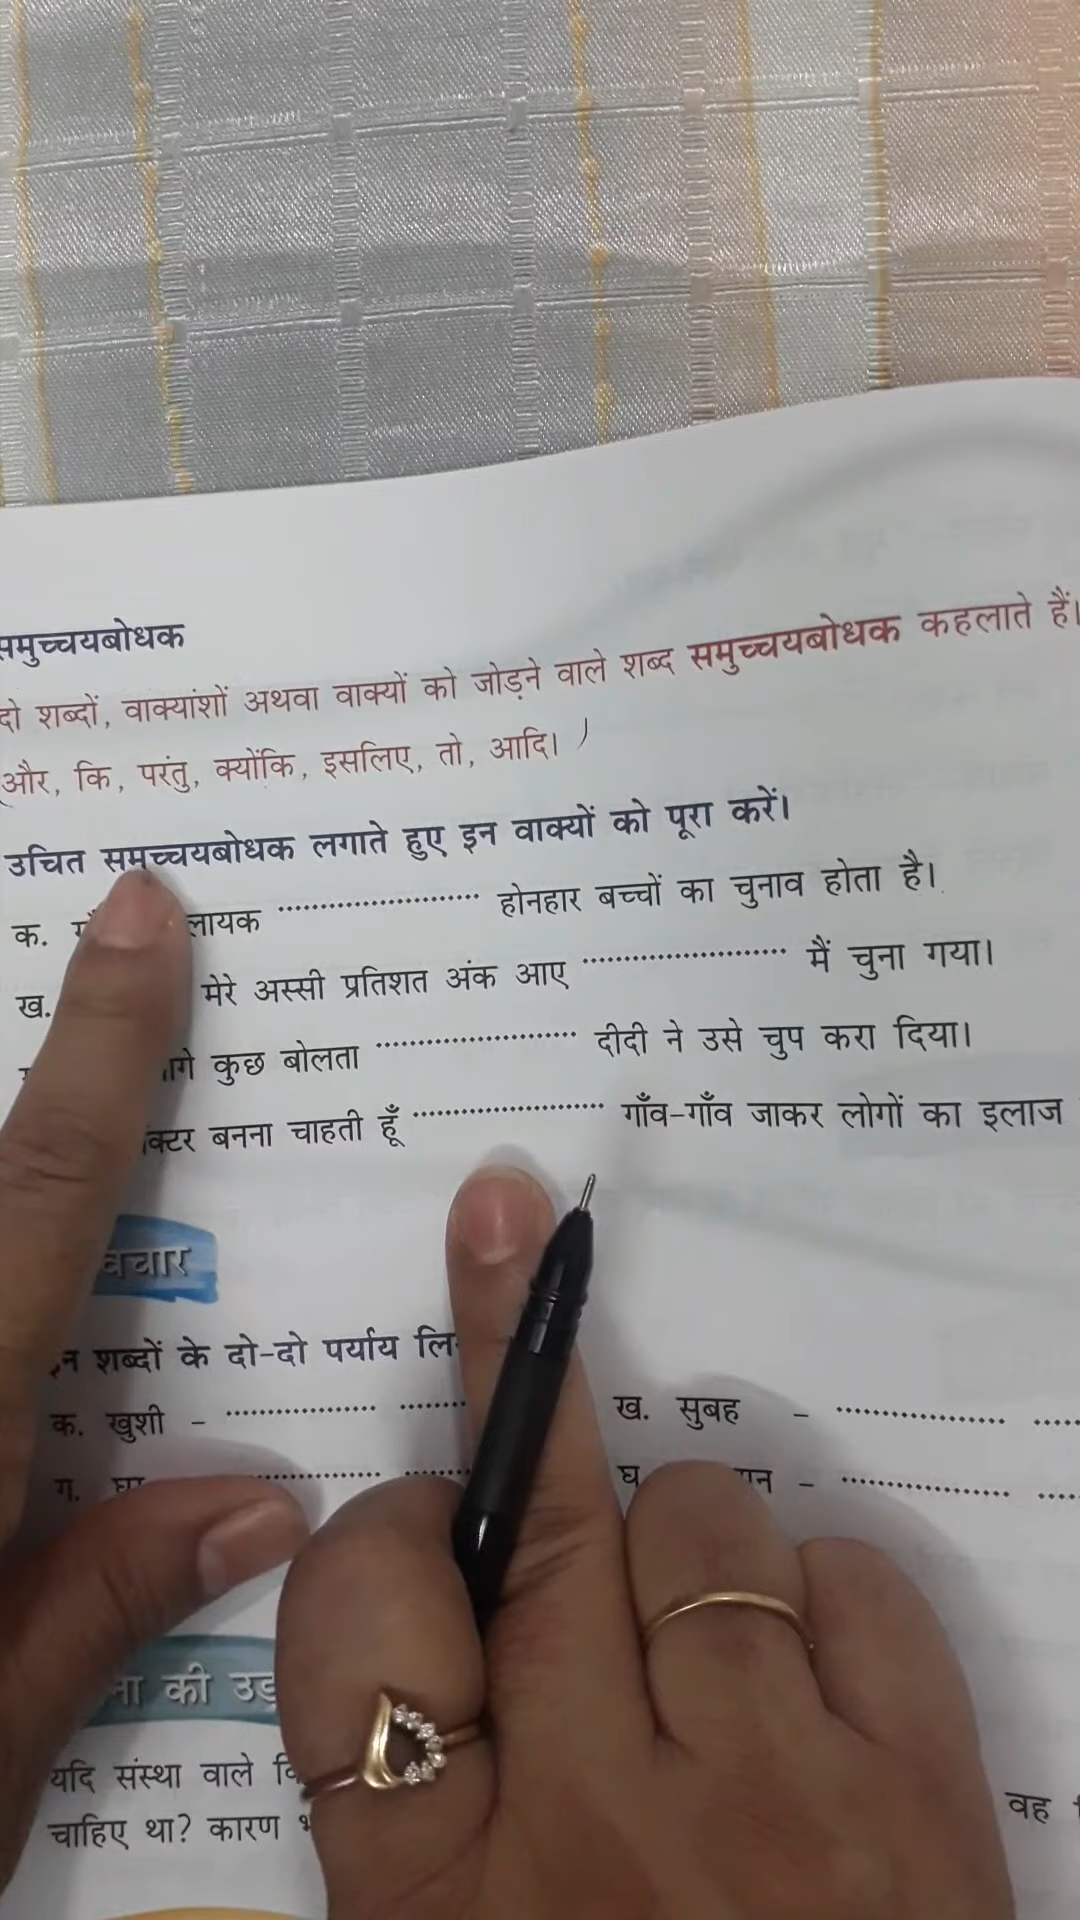 समुच्चयबोधक
दो शब्दों, वाक्यांशों अथवा वाक्यों को जोड़ने वाले शब्द समुच्चयबोधक कहलाते हैं।
और, कि, परंतु, क्योंकि, इसलिए, तो, आदि।
उचित समुच्चयबोधक लगाते हुए इन वाक्यों को पूरा करें।
क. लायक ........................ होनहार बच्चों का चुनाव होता है।
ख. मेरे अस्सी प्रतिशत अंक आए ........................ मैं चुना गया।
कुछ बोलता ........................ दीदी ने उसे चुप करा दिया।
बनना चाहती हूँ ........................ गाँव-गाँव जाकर लोगों का इलाज
शब्दों के दो-दो पर्याय
क. खुशी - .................. ........
ख. सुबह - .................... .....
ग. ................ ........
घ - .................... .....
की
यदि संस्था वाले
चाहिए था? कारण
वह